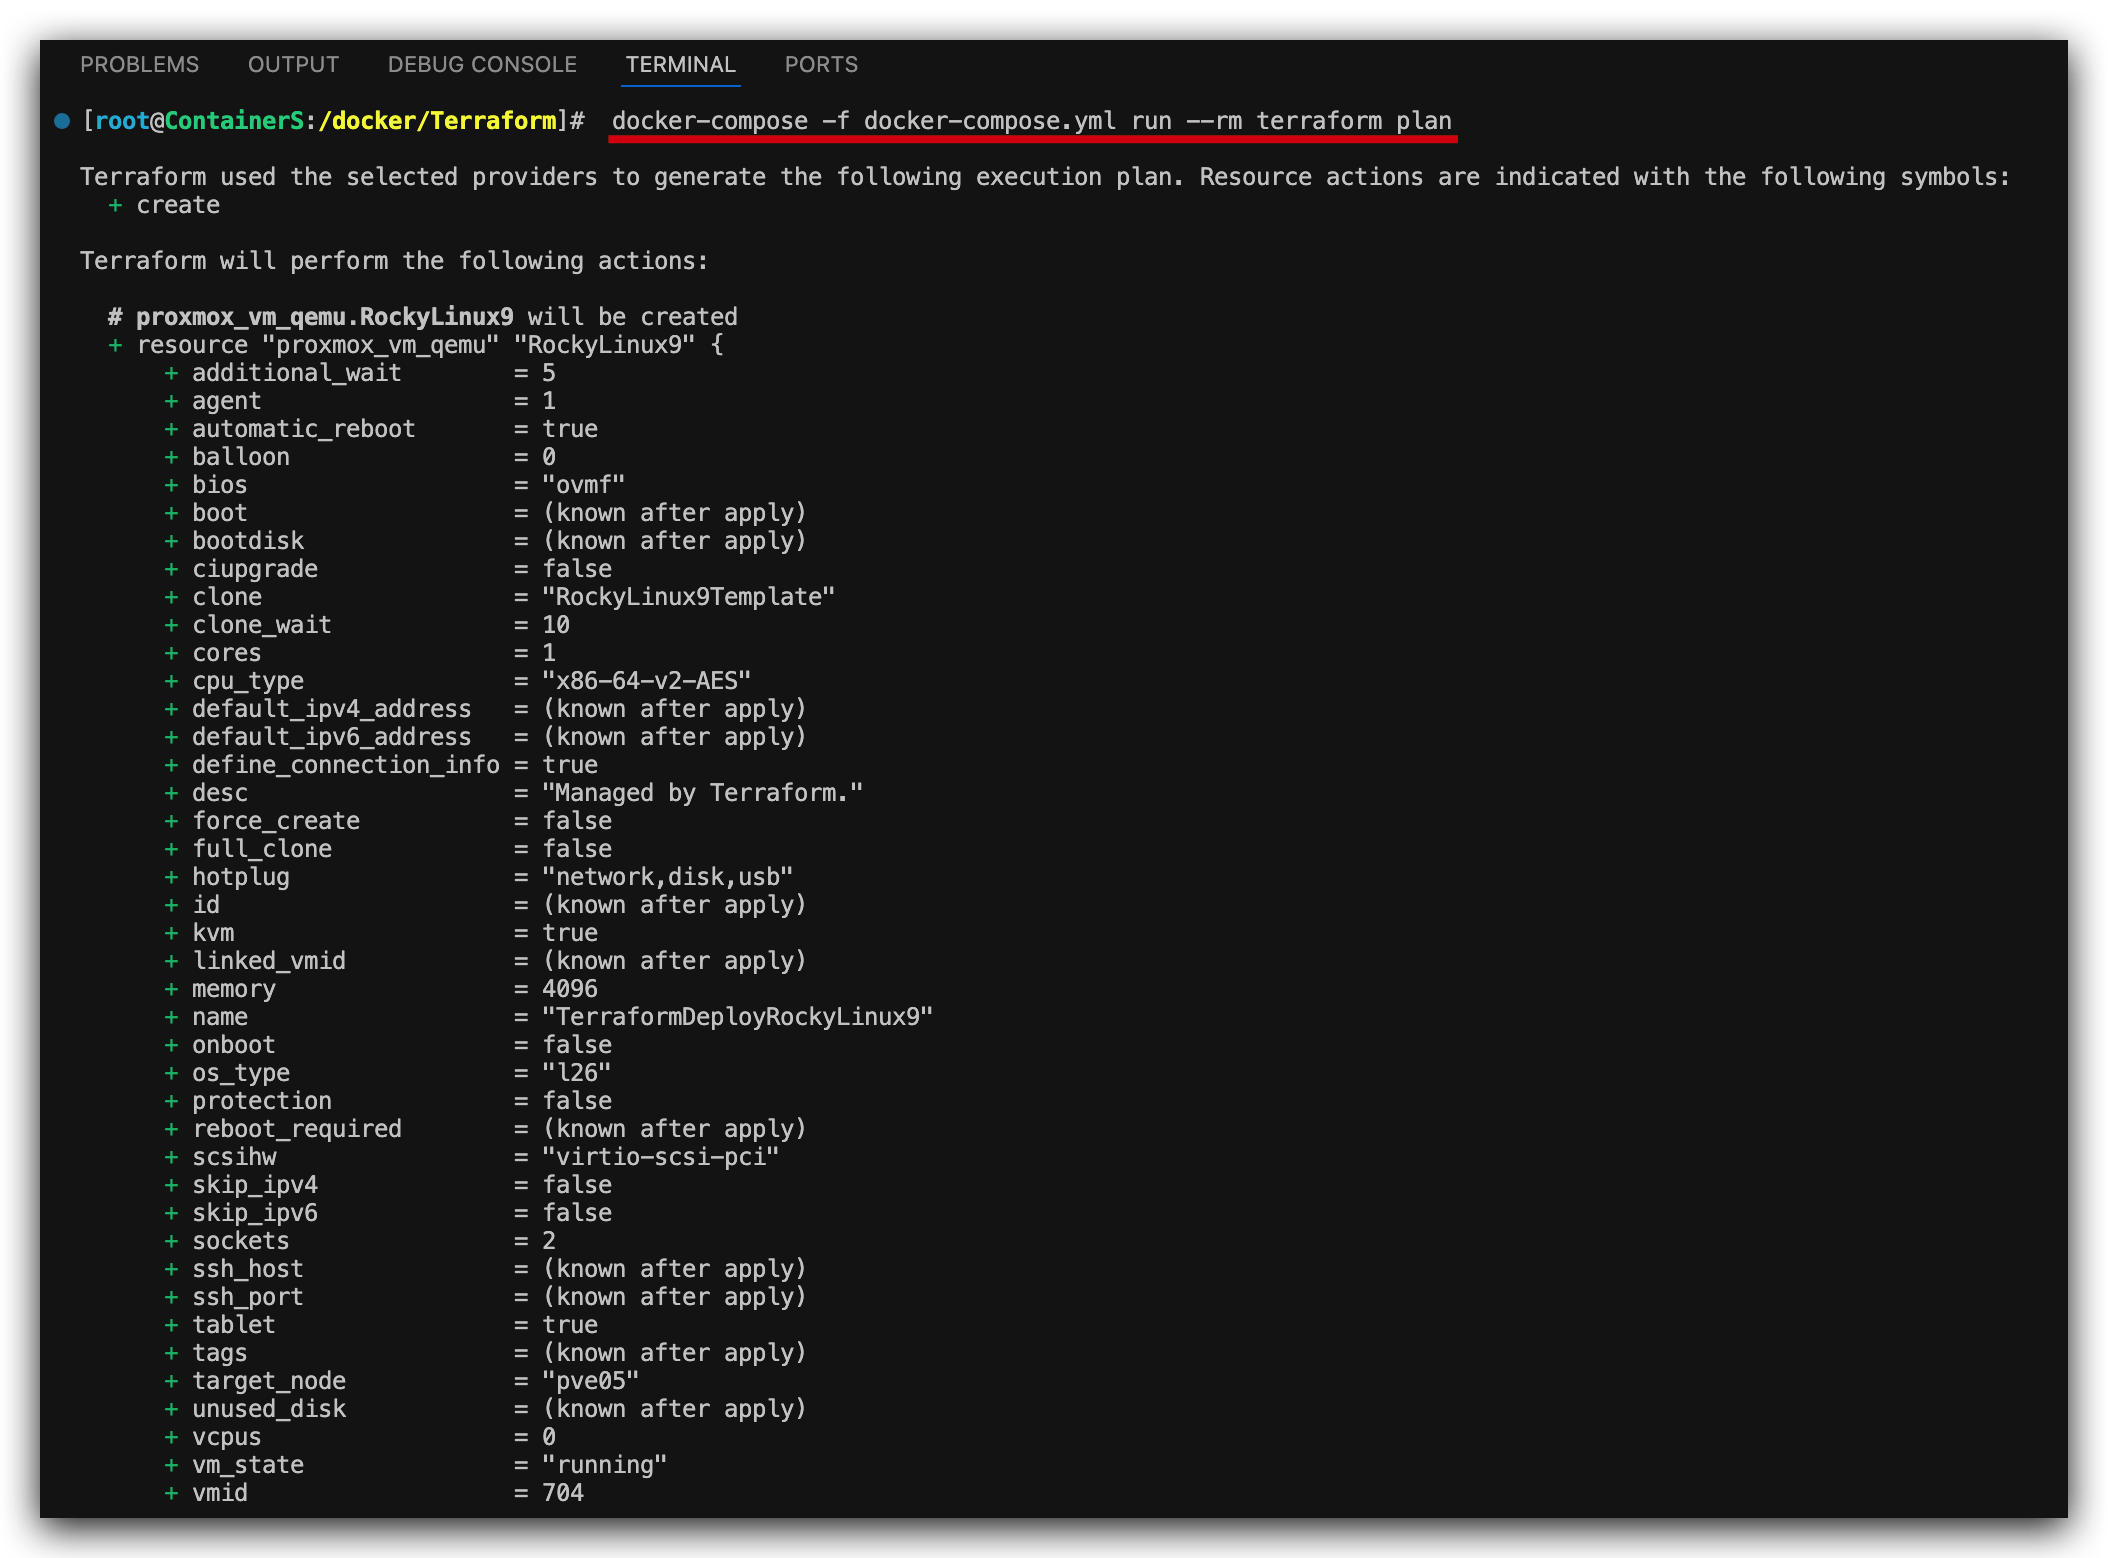 PROBLEMS OUTPUT DEBUG CONSOLE TERMINAL PORTS
[root@ContainerS:/docker/Terraform]# docker-compose -f docker-compose.yml run --rm terraform plan
Terraform used the selected providers to generate the following execution plan. Resource actions are indicated with the following symbols:
+ create
Terraform will perform the following actions:
# proxmox_vm_qemu.RockyLinux9 will be created
+ resource "proxmox_vm_qemu" "RockyLinux9" {
+ additional_wait = 5
+ agent = 1
+ automatic_reboot = true
+ balloon = 0
+ bios = "ovmf"
+ boot = (known after apply)
+ bootdisk = (known after apply)
+ ciupgrade = false
+ clone = "RockyLinux9Template"
+ clone_wait = 10
+ cores = 1
+ cpu_type = "x86-64-v2-AES"
+ default_ipv4_address = (known after apply)
+ default_ipv6_address = (known after apply)
+ define_connection_info = true
+ desc = "Managed by Terraform."
+ force_create = false
+ full_clone = false
+ hotplug = "network,disk,usb"
+ id = (known after apply)
+ kvm = true
+ linked_vmid = (known after apply)
+ memory = 4096
+ name = "TerraformDeployRockyLinux9"
+ onboot = false
+ os_type = "l26"
+ protection = false
+ reboot_required = (known after apply)
+ scsihw = "virtio-scsi-pci"
+ skip_ipv4 = false
+ skip_ipv6 = false
+ sockets = 2
+ ssh_host = (known after apply)
+ ssh_port = (known after apply)
+ tablet = true
+ tags = (known after apply)
+ target_node = "pve05"
+ unused_disk = (known after apply)
+ vcpus = 0
+ vm_state = "running"
+ vmid = 704